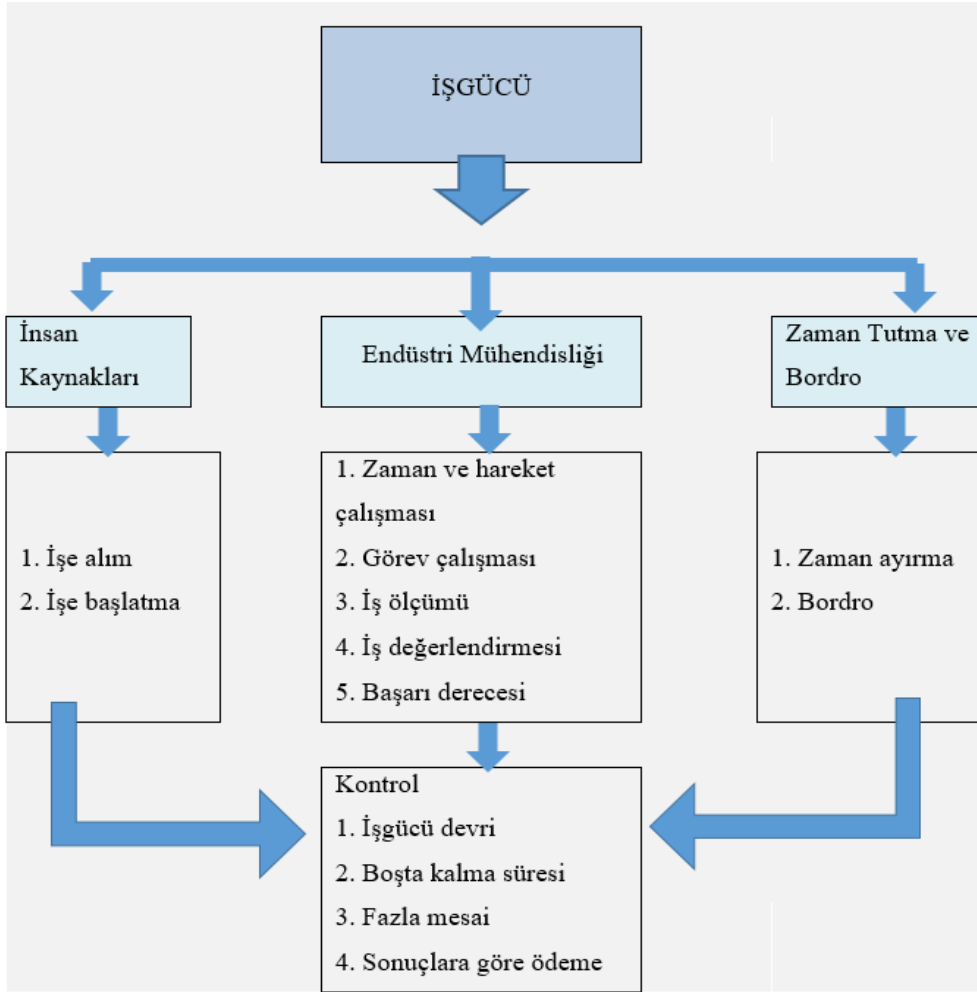 İŞGÜCÜ
İnsan
Kaynakları
Endüstri Mühendisliği
Zaman Tutma ve
Bordro
1. İşe alım
2. İşe başlatma
1. Zaman ve hareket
çalışması
2. Görev çalışması
3. İş ölçümü
4. İş değerlendirmesi
5. Başarı derecesi
1. Zaman ayırma
2. Bordro
Kontrol
1. İşgücü devri
2. Boşta kalma süresi
3. Fazla mesai
4. Sonuçlara göre ödeme